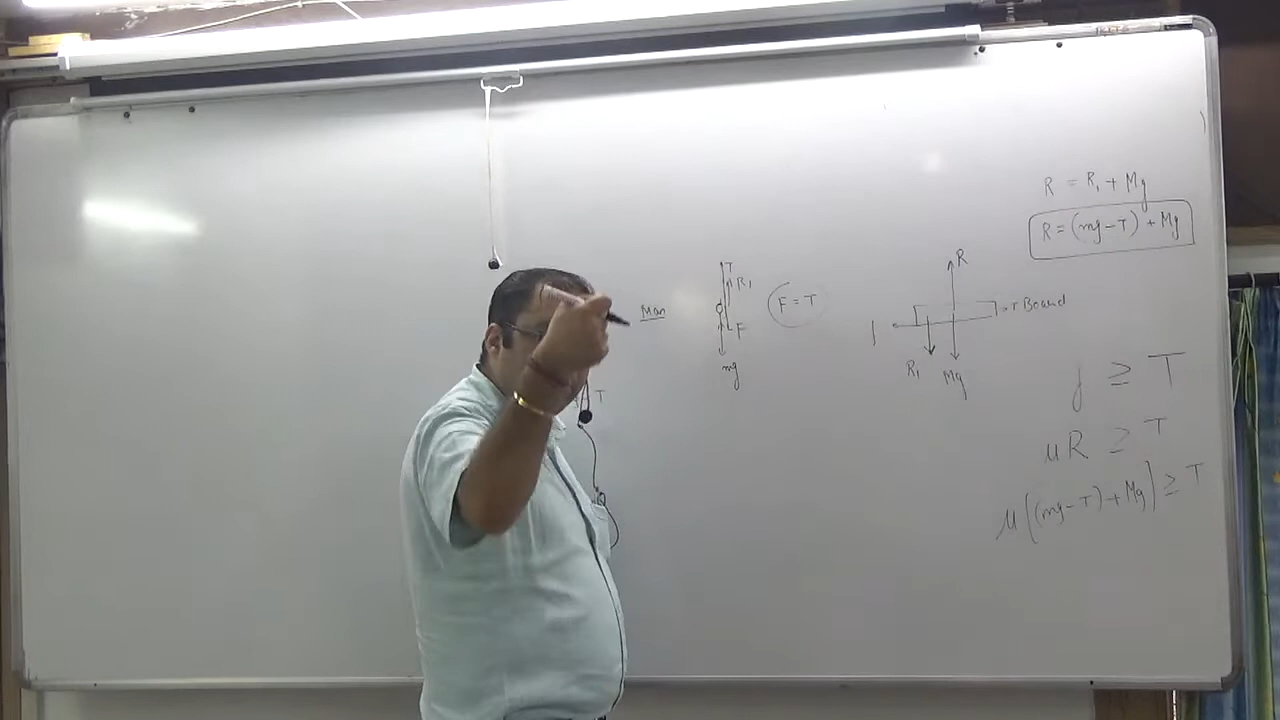 R = R₁ + Mg
R = (mg - T) + Mg
Man
T
R₁
F
mg
F = T
R
T Board
f
R₁
Mg
T
f ≥ T
μR ≥ T
μ[(mg - T) + Mg] ≥ T